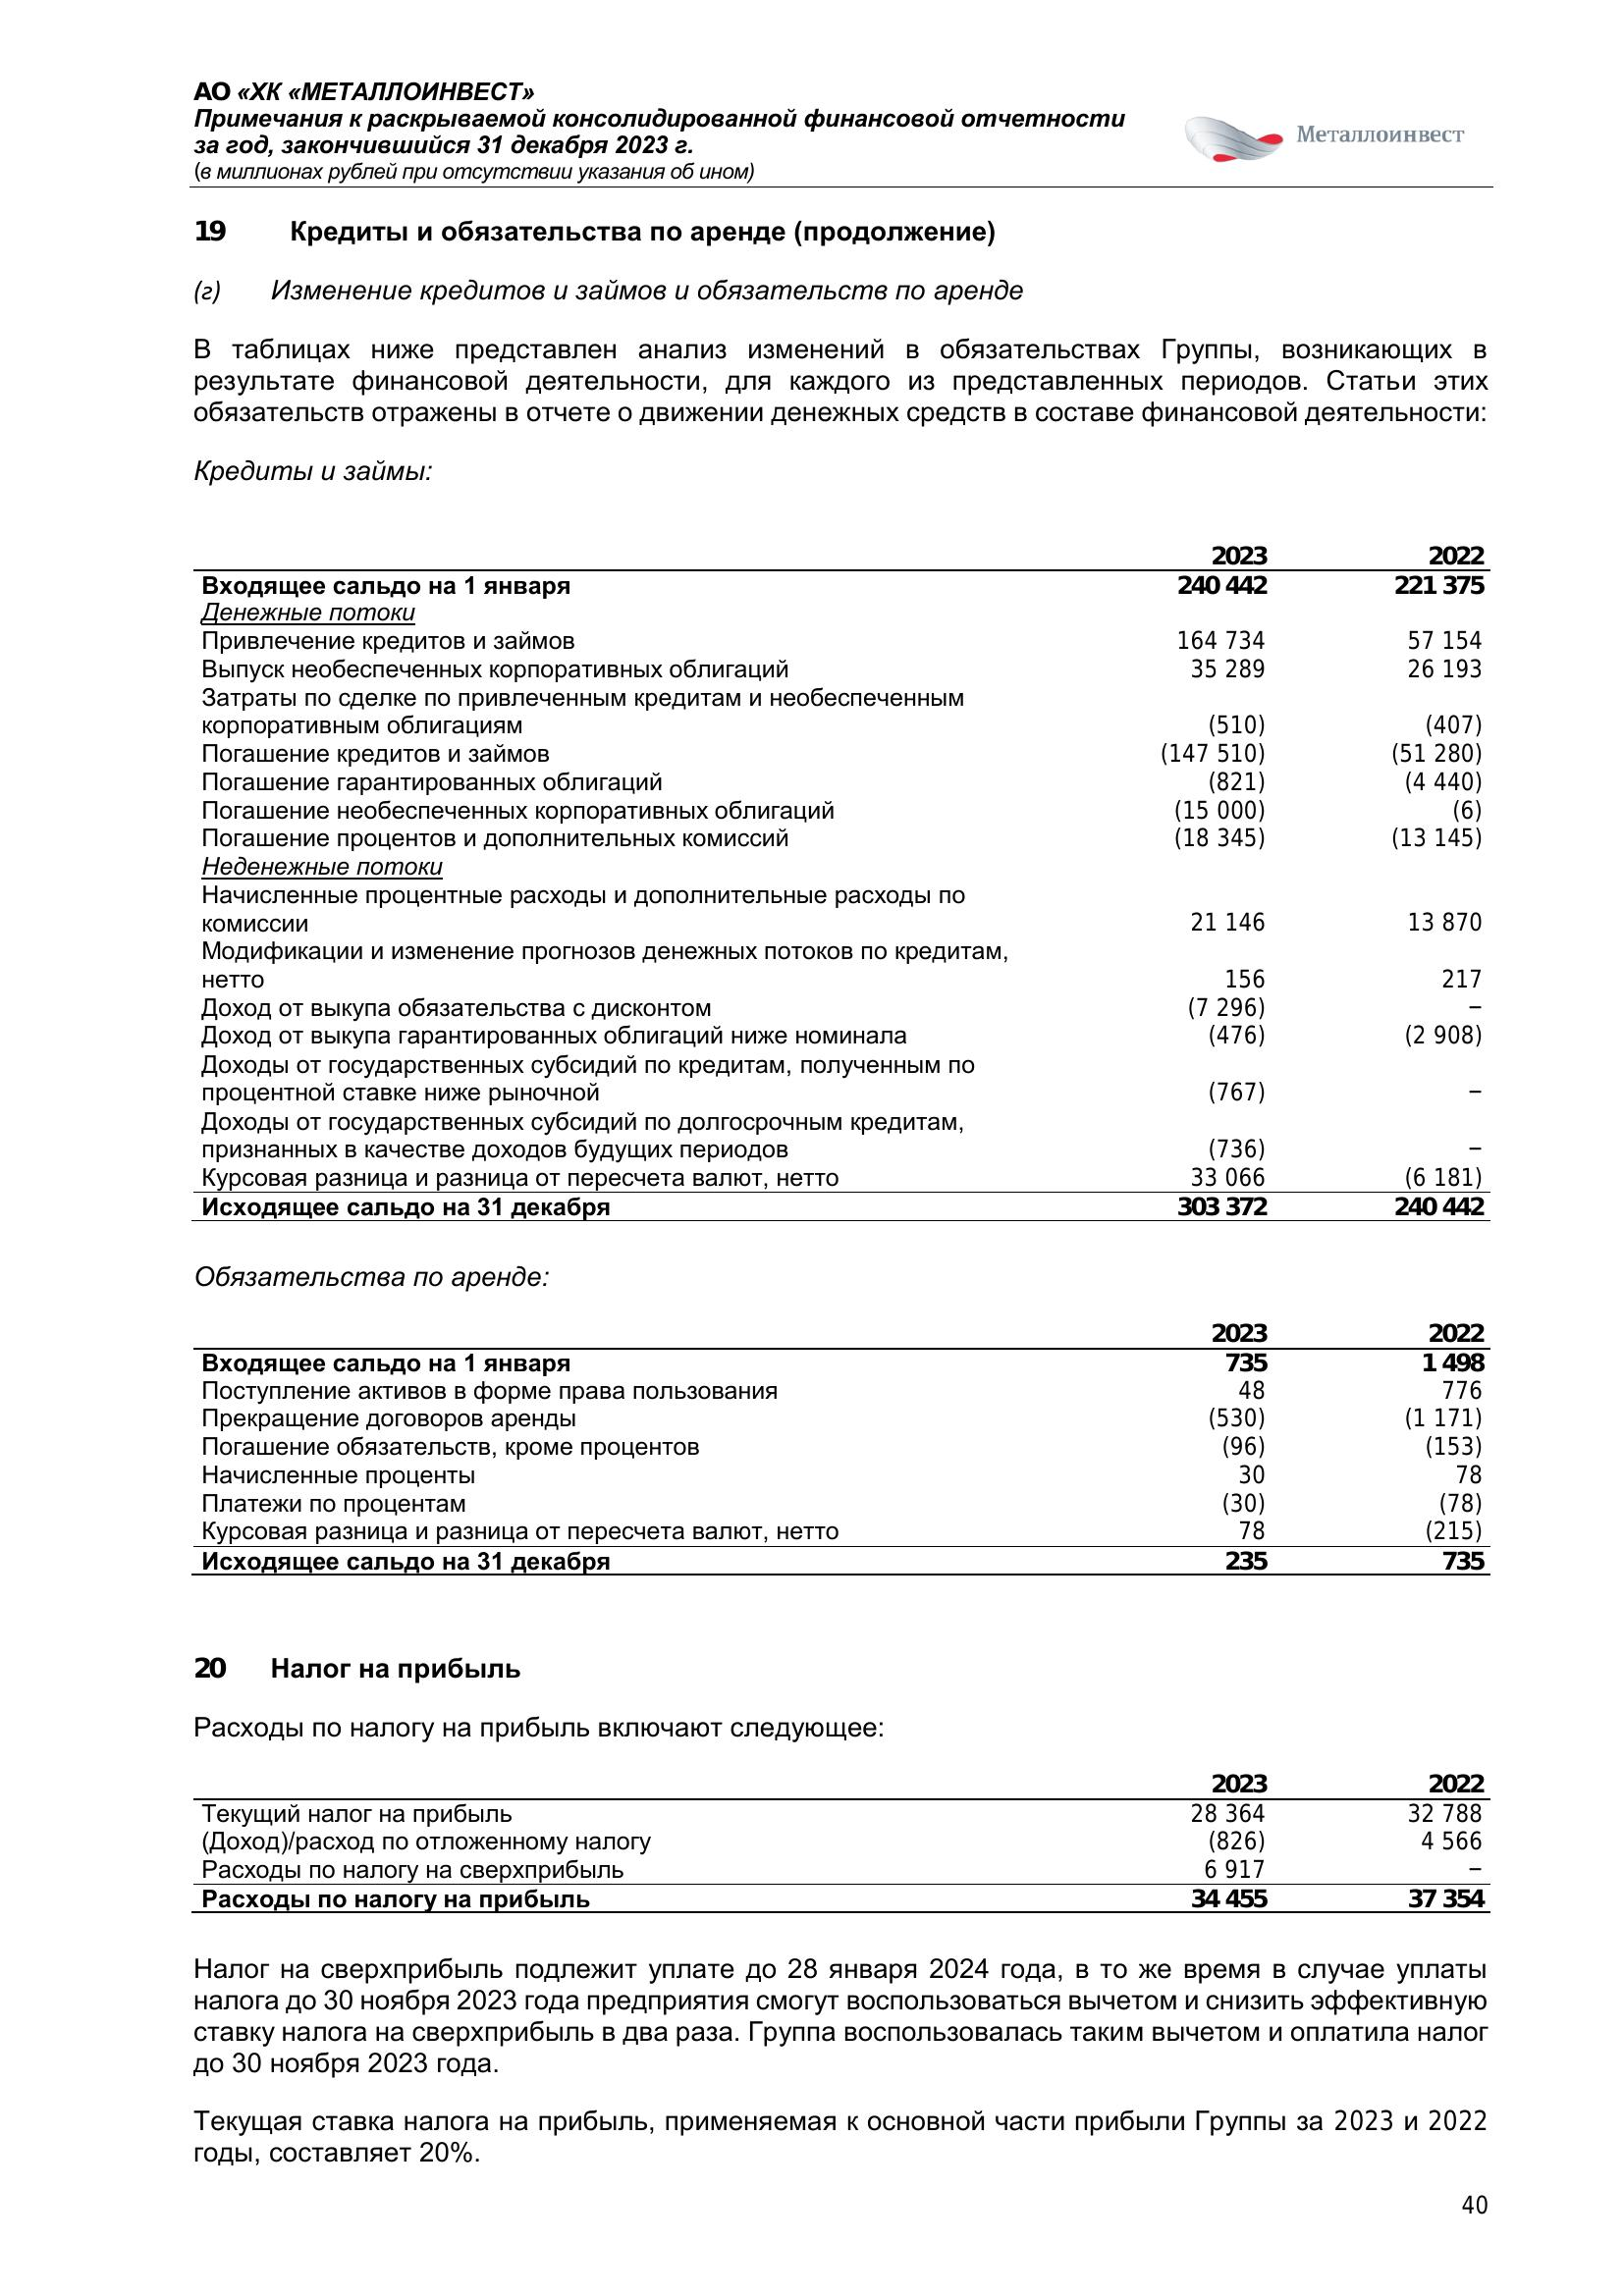 АО «ХК «МЕТАЛЛОИНВЕСТ»
Примечания к раскрываемой консолидированной финансовой отчетности
за год, закончившийся 31 декабря 2023 г.
(в миллионах рублей при отсутствии указания об ином)
Металлоинвест
19 Кредиты и обязательства по аренде (продолжение)
(г) Изменение кредитов и займов и обязательств по аренде
В таблицах ниже представлен анализ изменений в обязательствах Группы, возникающих в
результате финансовой деятельности, для каждого из представленных периодов. Статьи этих
обязательств отражены в отчете о движении денежных средств в составе финансовой деятельности:
Кредиты и займы:
2023 2022
Входящее сальдо на 1 января 240 442 221 375
Денежные потоки
Привлечение кредитов и займов 164 734 57 154
Выпуск необеспеченных корпоративных облигаций 35 289 26 193
Затраты по сделке по привлеченным кредитам и необеспеченным
корпоративным облигациям (510) (407)
Погашение кредитов и займов (147 510) (51 280)
Погашение гарантированных облигаций (821) (4 440)
Погашение необеспеченных корпоративных облигаций (15 000) (6)
Погашение процентов и дополнительных комиссий (18 345) (13 145)
Неденежные потоки
Начисленные процентные расходы и дополнительные расходы по
комиссии 21 146 13 870
Модификации и изменение прогнозов денежных потоков по кредитам,
нетто 156 217
Доход от выкупа обязательства с дисконтом (7 296) –
Доход от выкупа гарантированных облигаций ниже номинала (476) (2 908)
Доходы от государственных субсидий по кредитам, полученным по
процентной ставке ниже рыночной (767) –
Доходы от государственных субсидий по долгосрочным кредитам,
признанных в качестве доходов будущих периодов (736) –
Курсовая разница и разница от пересчета валют, нетто 33 066 (6 181)
Исходящее сальдо на 31 декабря 303 372 240 442
Обязательства по аренде:
2023 2022
Входящее сальдо на 1 января 735 1 498
Поступление активов в форме права пользования 48 776
Прекращение договоров аренды (530) (1 171)
Погашение обязательств, кроме процентов (96) (153)
Начисленные проценты 30 78
Платежи по процентам (30) (78)
Курсовая разница и разница от пересчета валют, нетто 78 (215)
Исходящее сальдо на 31 декабря 235 735
20 Налог на прибыль
Расходы по налогу на прибыль включают следующее:
2023 2022
Текущий налог на прибыль 28 364 32 788
(Доход)/расход по отложенному налогу (826) 4 566
Расходы по налогу на сверхприбыль 6 917 –
Расходы по налогу на прибыль 34 455 37 354
Налог на сверхприбыль подлежит уплате до 28 января 2024 года, в то же время в случае уплаты
налога до 30 ноября 2023 года предприятия смогут воспользоваться вычетом и снизить эффективную
ставку налога на сверхприбыль в два раза. Группа воспользовалась таким вычетом и оплатила налог
до 30 ноября 2023 года.
Текущая ставка налога на прибыль, применяемая к основной части прибыли Группы за 2023 и 2022
годы, составляет 20%.
40